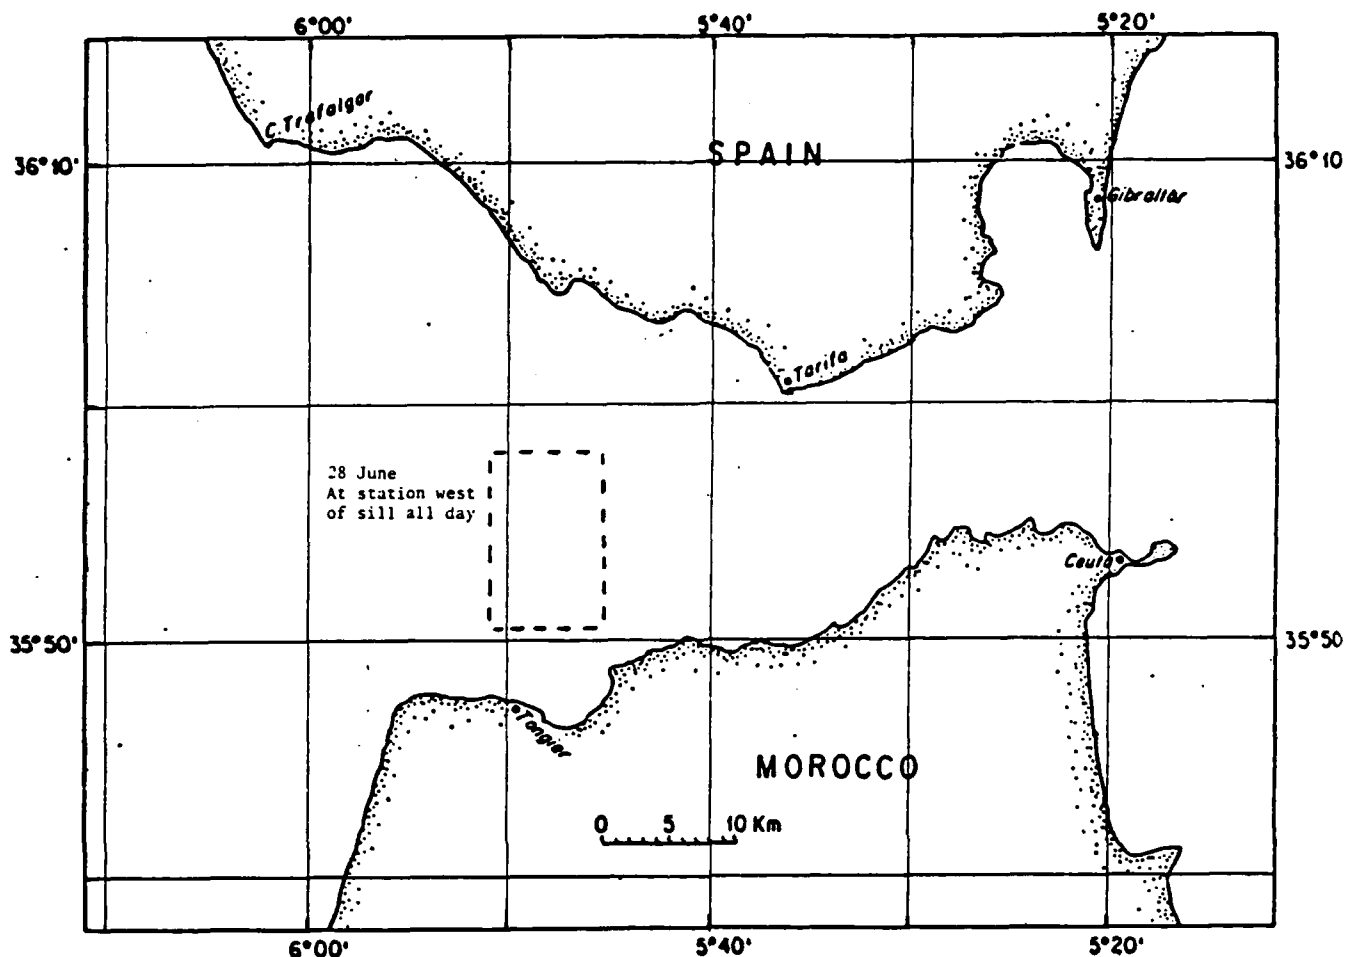 6°00' 5°40' 5°20'
C. Trafalgar
36°10' SPAIN 36°10
Gibraltar
Tarifa
28 June
At station west
of sill all day
Ceuta
35°50' 35°50
Tangier
MOROCCO
0 5 10 Km
6°00' 5°40' 5°20'